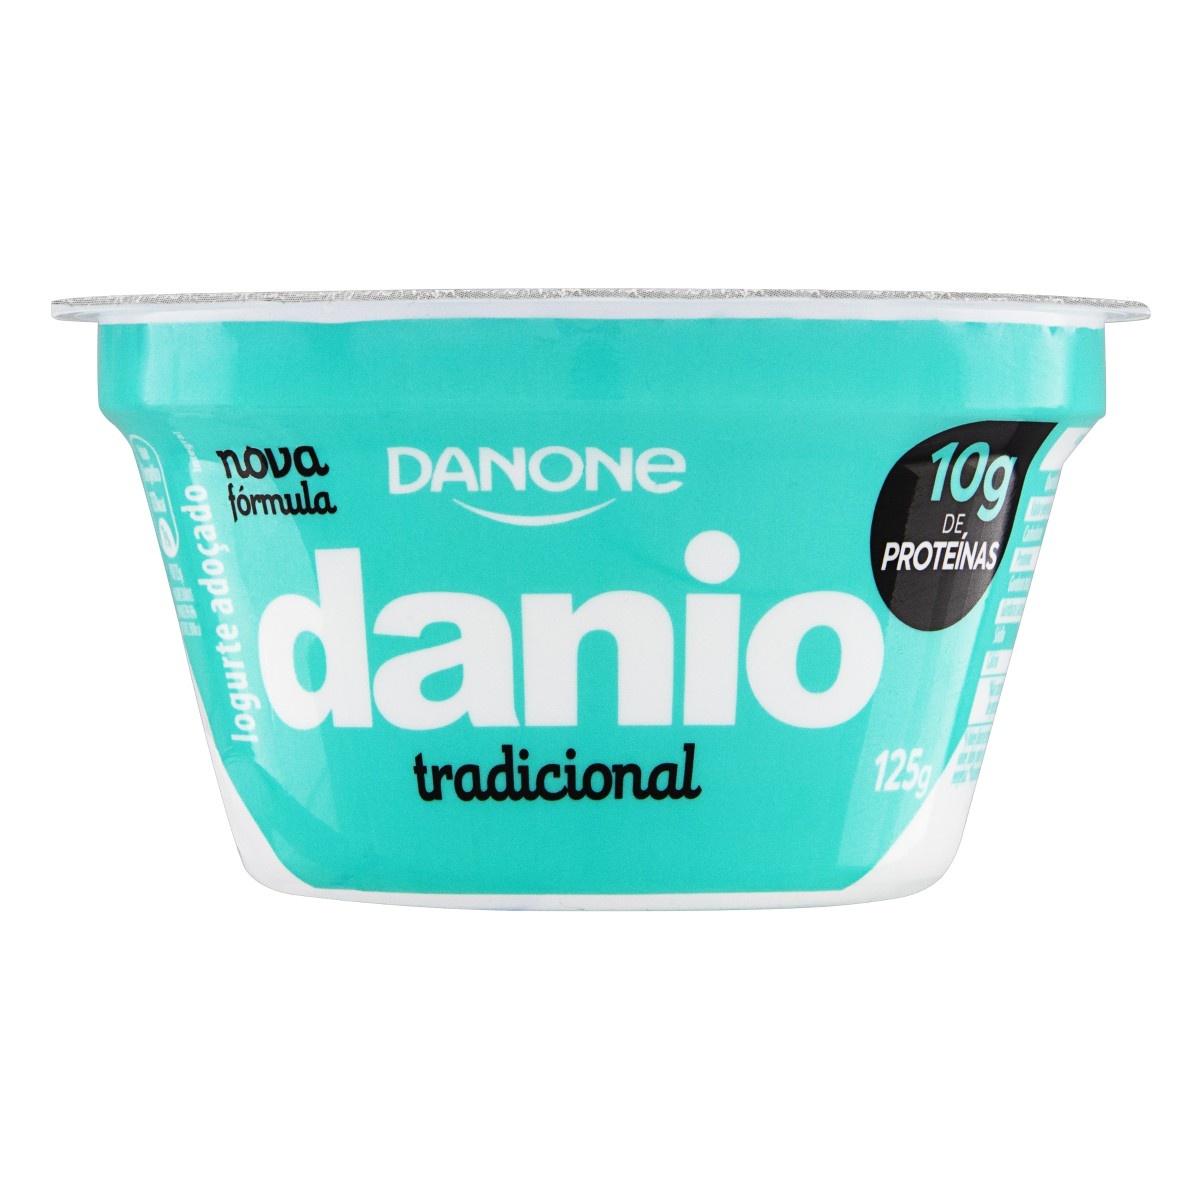 nova
fórmula
DANONE
danio
tradicional
10g
DE
PROTEÍNAS
125g
Iogurte adoçado